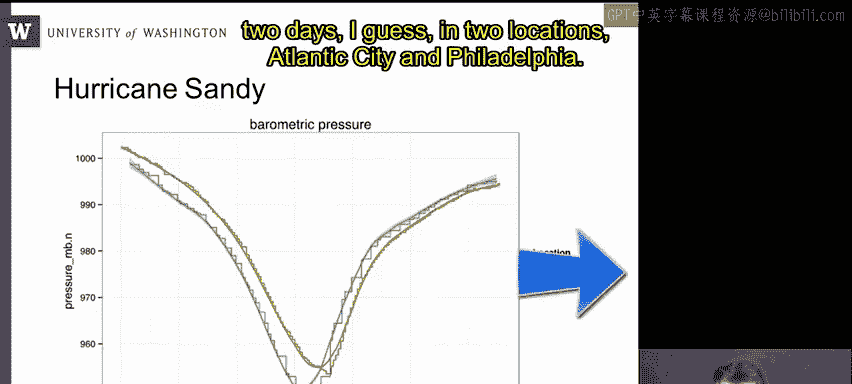 GPT中英字幕课程资源@bilibili.com
W UNIVERSITY of WASHINGTON
two days, I guess, in two locations,
Atlantic City and Philadelphia.
Hurricane Sandy
barometric pressure
1000
990
980
970
960
pressure_mb.n